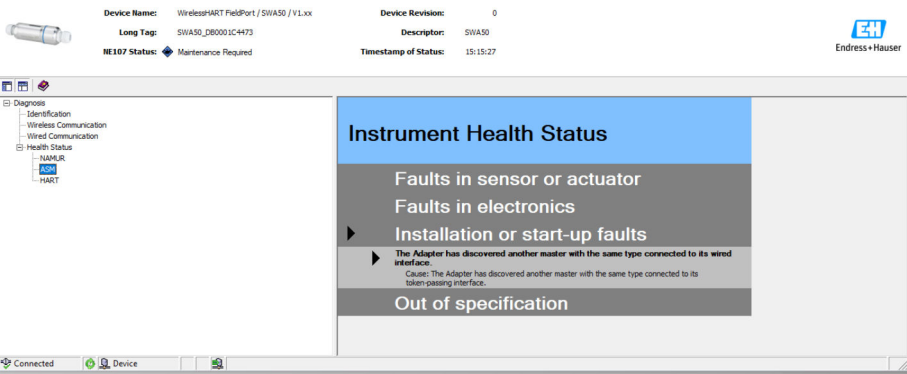 Device Name: WirelessHART FieldPort / SWA50 / V1.xx Device Revision: 0
Long Tag: SWA50_DB0001C4473 Descriptor: SWA50
NE107 Status: Maintenance Required Timestamp of Status: 15:15:27
EH
Endress+Hauser
Diagnosis
Identification
Wireless Communication
Wired Communication
Health Status
NAMUR
ASM
HART
Instrument Health Status
Faults in sensor or actuator
Faults in electronics
Installation or start-up faults
The Adapter has discovered another master with the same type connected to its wired
interface.
Cause: The Adapter has discovered another master with the same type connected to its
token-passing interface.
Out of specification
Connected Device